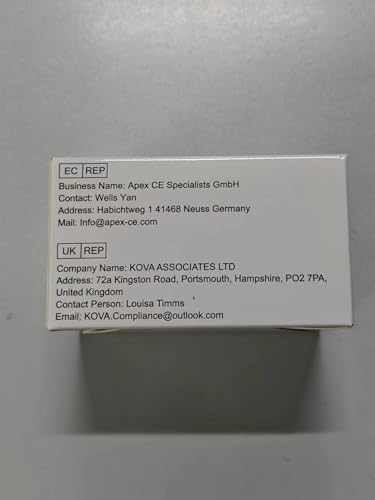 EC REP
Business Name: Apex CE Specialists GmbH
Contact: Wells Yan
Address: Habichtweg 1 41468 Neuss Germany
Mail: Info@apex-ce.com
UK REP
Company Name: KOVA ASSOCIATES LTD
Address: 72a Kingston Road, Portsmouth, Hampshire, PO2 7PA,
United Kingdom
Contact Person: Louisa Timms
Email: KOVA.Compliance@outlook.com